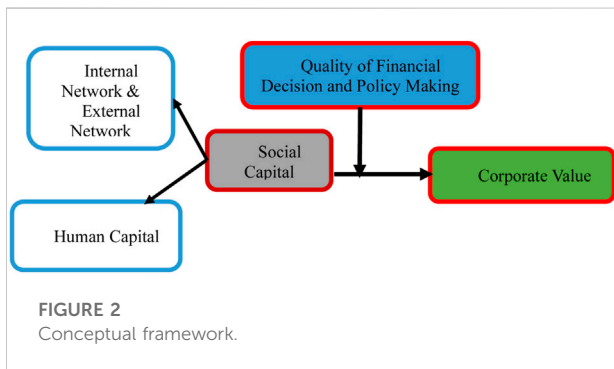 Internal
Network &
External
Network
Quality of Financial
Decision and Policy Making
Social
Capital
Corporate Value
Human Capital
FIGURE 2
Conceptual framework.